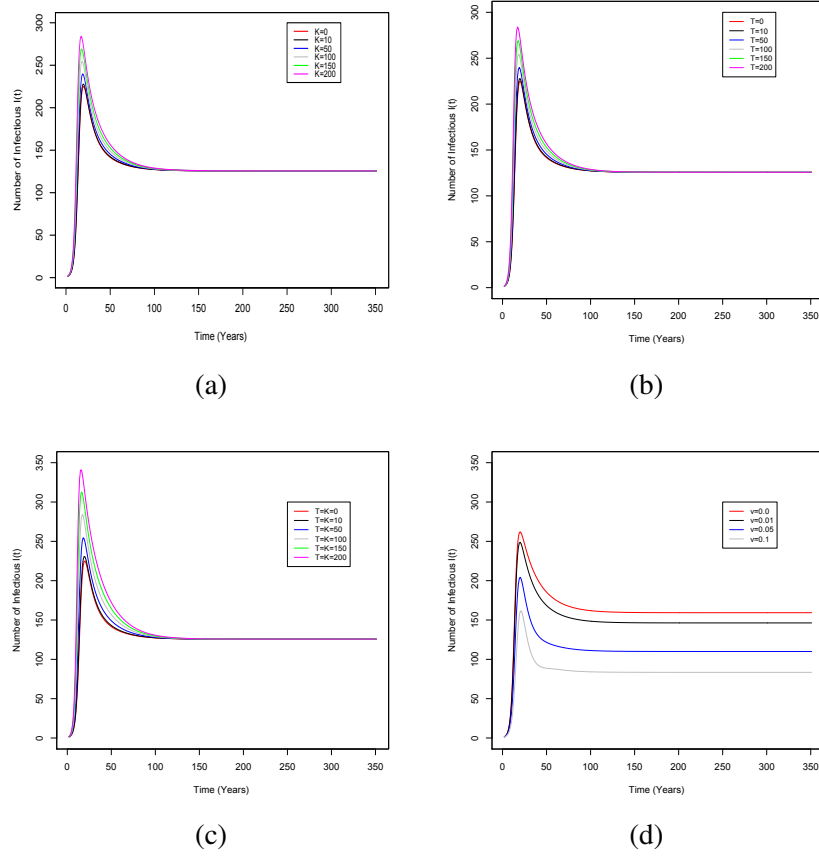 Number of Infectious I(t)
0
50
100
150
200
250
300
K=0
K=10
K=50
K=100
K=150
K=200
0 50 100 150 200 250 300 350
Time (Years)
(a)
Number of Infectious I(t)
0
50
100
150
200
250
300
T=0
T=10
T=50
T=100
T=150
T=200
0 50 100 150 200 250 300 350
Time (Years)
(b)
Number of Infectious I(t)
0
50
100
150
200
250
300
350
T=K=0
T=K=10
T=K=50
T=K=100
T=K=150
T=K=200
0 50 100 150 200 250 300 350
Time (Years)
(c)
Number of Infectious I(t)
0
50
100
150
200
250
300
350
v=0.0
v=0.01
v=0.05
v=0.1
0 50 100 150 200 250 300 350
Time (Years)
(d)